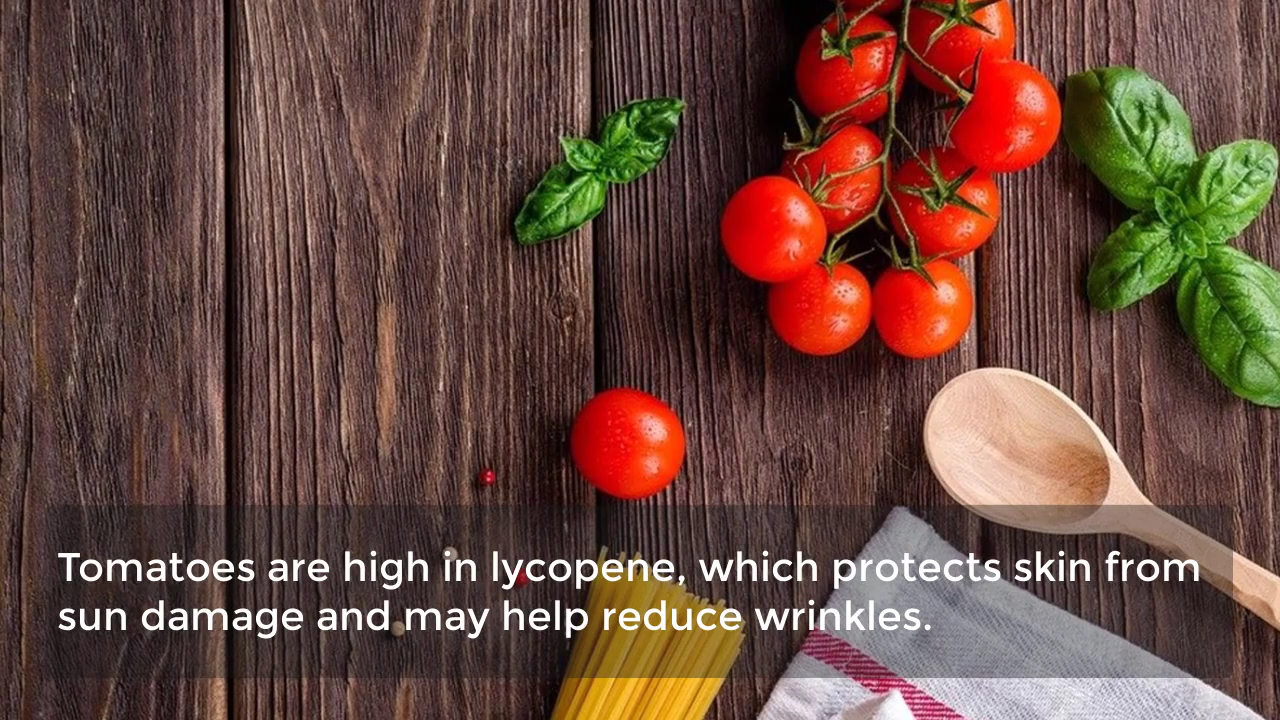 Tomatoes are high in lycopene, which protects skin from
sun damage and may help reduce wrinkles.